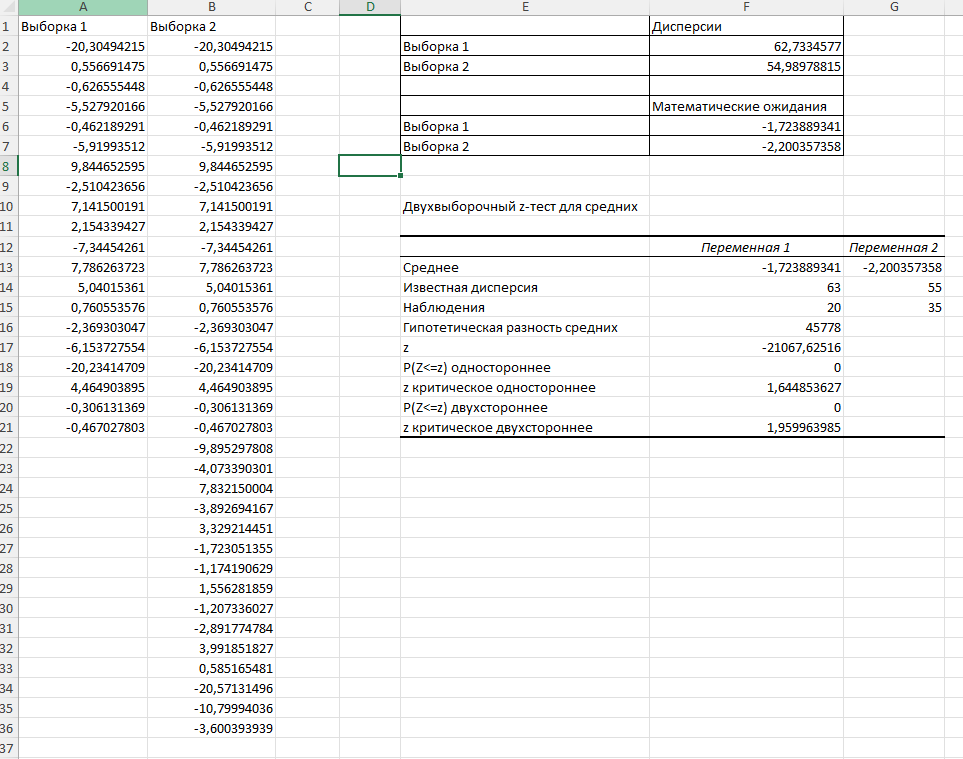 A B C D E F G
1 Выборка 1 Выборка 2 Дисперсии
2 -20,30494215 -20,30494215 Выборка 1 62,7334577
3 0,556691475 0,556691475 Выборка 2 54,98978815
4 -0,626555448 -0,626555448
5 -5,527920166 -5,527920166 Математические ожидания
6 -0,462189291 -0,462189291 Выборка 1 -1,723889341
7 -5,91993512 -5,91993512 Выборка 2 -2,200357358
8 9,844652595 9,844652595
9 -2,510423656 -2,510423656
10 7,141500191 7,141500191 Двухвыборочный z-тест для средних
11 2,154339427 2,154339427
12 -7,34454261 -7,34454261 Переменная 1 Переменная 2
13 7,786263723 7,786263723 Среднее -1,723889341 -2,200357358
14 5,04015361 5,04015361 Известная дисперсия 63 55
15 0,760553576 0,760553576 Наблюдения 20 35
16 -2,369303047 -2,369303047 Гипотетическая разность средних 45778
17 -6,153727554 -6,153727554 z -21067,62516
18 -20,23414709 -20,23414709 P(Z<=z) одностороннее 0
19 4,464903895 4,464903895 z критическое одностороннее 1,644853627
20 -0,306131369 -0,306131369 P(Z<=z) двухстороннее 0
21 -0,467027803 -0,467027803 z критическое двухстороннее 1,959963985
22 -9,895297808
23 -4,073390301
24 7,832150004
25 -3,892694167
26 3,329214451
27 -1,723051355
28 -1,174190629
29 1,556281859
30 -1,207336027
31 -2,891774784
32 3,991851827
33 0,585165481
34 -20,57131496
35 -10,79994036
36 -3,600393939
37